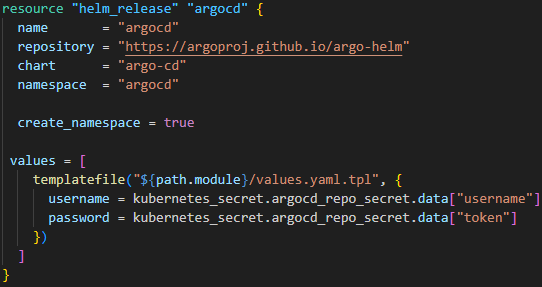 resource "helm_release" "argocd" {
  name       = "argocd"
  repository = "https://argoproj.github.io/argo-helm"
  chart      = "argo-cd"
  namespace  = "argocd"

  create_namespace = true

 values = [
    templatefile("${path.module}/values.yaml.tpl", {
      username = kubernetes_secret.argocd_repo_secret.data["username"]
      password = kubernetes_secret.argocd_repo_secret.data["token"]
    })
  ]
}